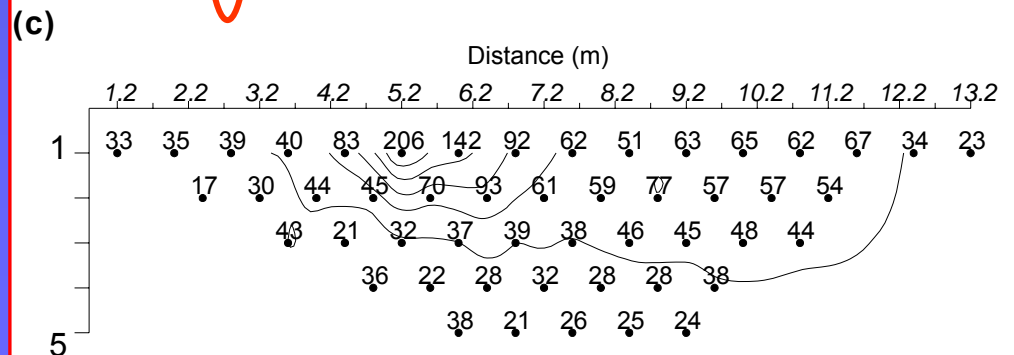 (c)
Distance (m)
1.2 2.2 3.2 4.2 5.2 6.2 7.2 8.2 9.2 10.2 11.2 12.2 13.2
1 33 35 39 40 83 206 142 92 62 51 63 65 62 67 34 23
17 30 44 45 70 93 61 59 77 57 57 54
43 21 32 37 39 38 46 45 48 44
36 22 28 32 28 28 38
38 21 26 25 24
5